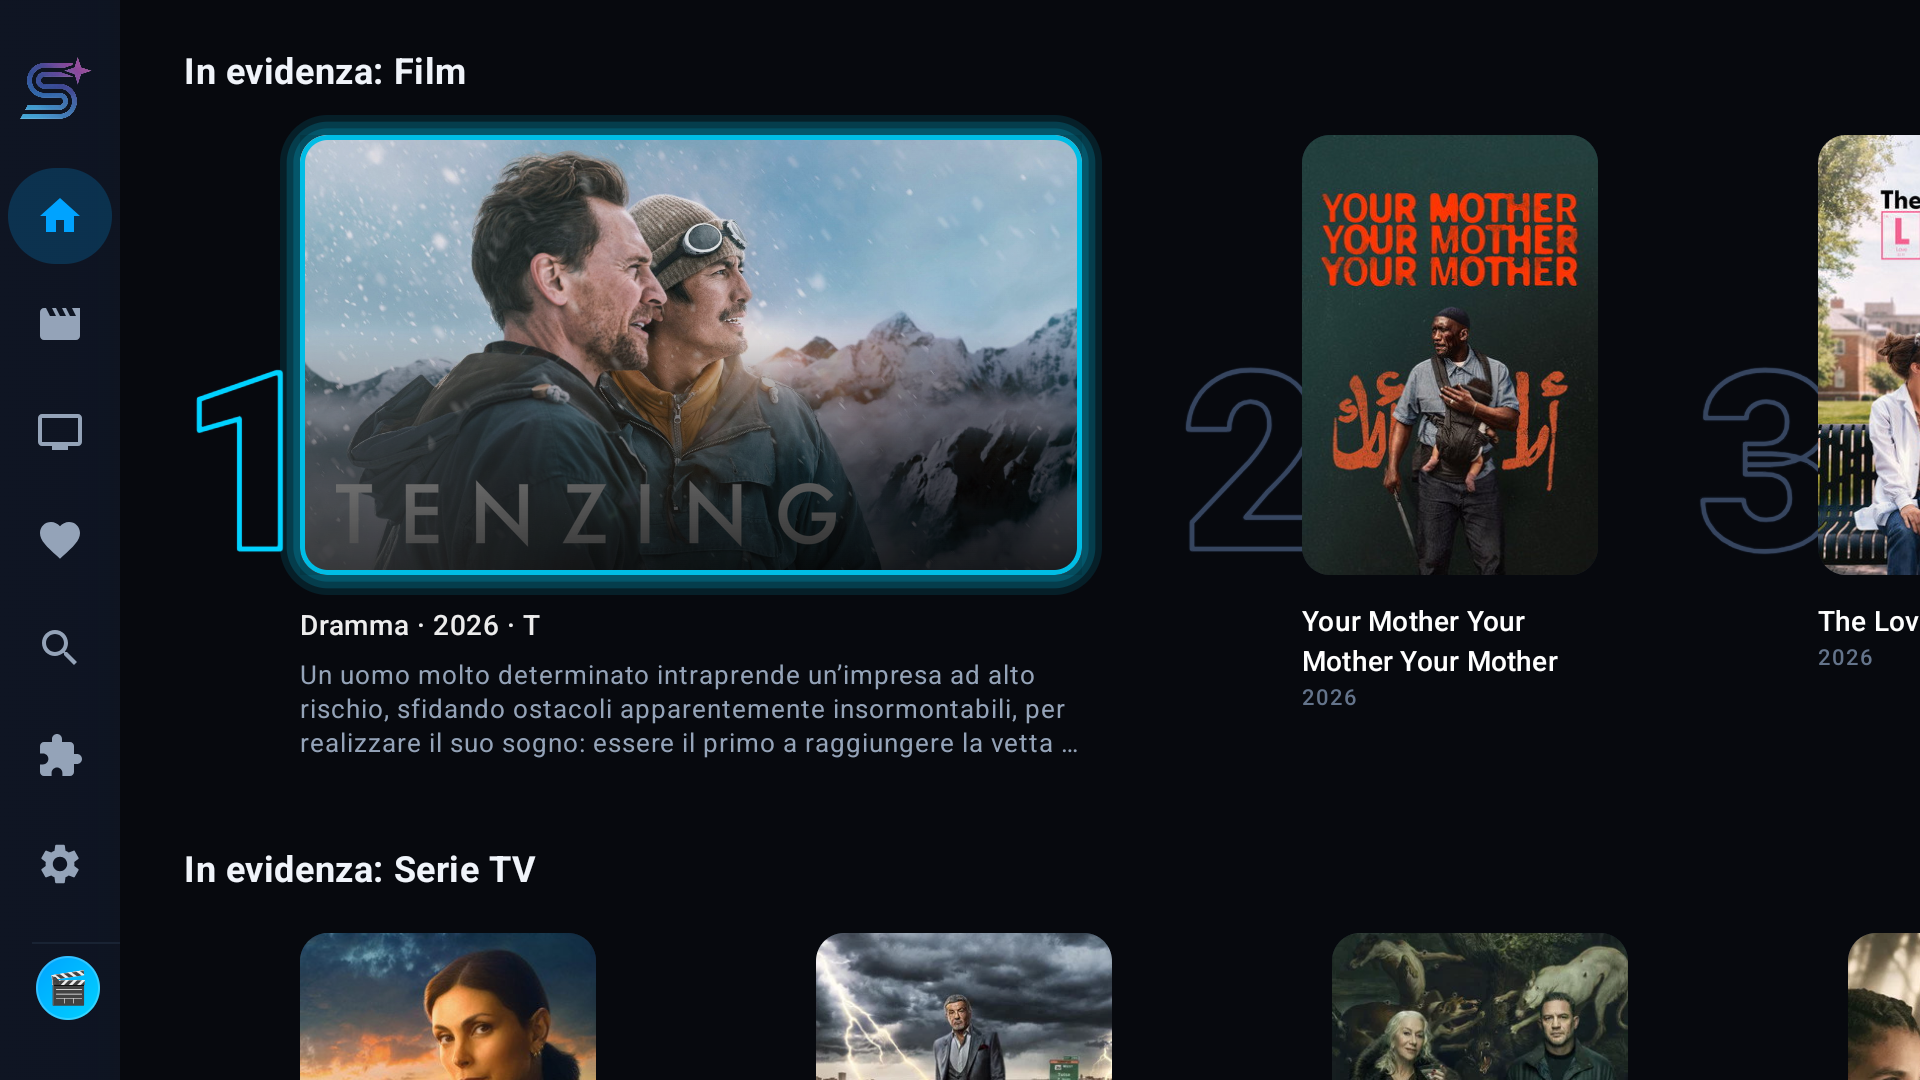 In evidenza: Film
1
TENZING
Dramma · 2026 · T
Un uomo molto determinato intraprende un’impresa ad alto
rischio, sfidando ostacoli apparentemente insormontabili, per
realizzare il suo sogno: essere il primo a raggiungere la vetta ...
2
YOUR MOTHER
YOUR MOTHER
YOUR MOTHER
Your Mother Your
Mother Your Mother
2026
3
The
L
The Lov
2026
In evidenza: Serie TV